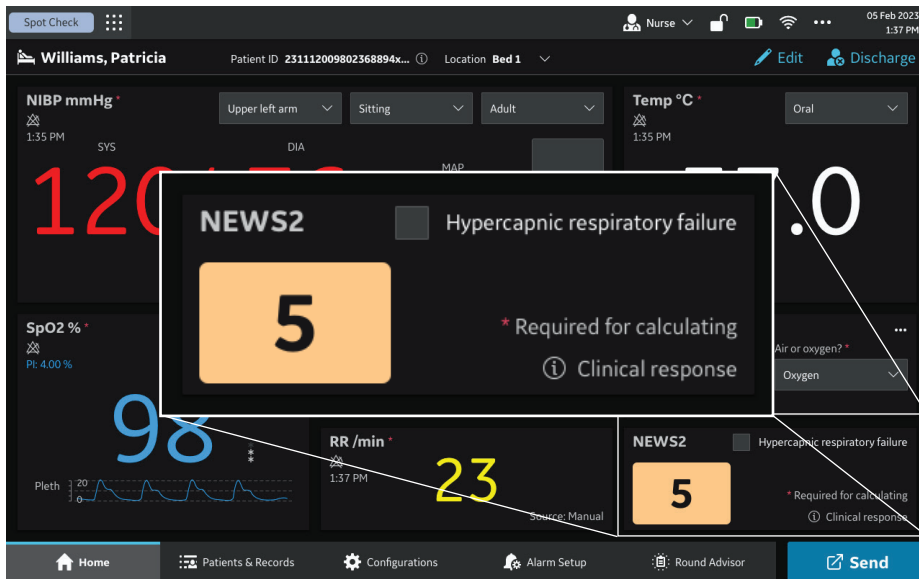 Spot Check
Nurse
05 Feb 2023
1:37 PM
Williams, Patricia
Patient ID 231112009802368894x...
Location Bed 1
Edit
Discharge
NIBP mmHg *
Upper left arm
Sitting
Adult
1:35 PM
SYS
DIA
MAP
120/
Temp °C *
Oral
1:35 PM
.0
NEWS2
Hypercapnic respiratory failure
5
* Required for calculating
Clinical response
SpO2 % *
PI: 4.00 %
98
Pleth
20
0
Air or oxygen? *
Oxygen
RR /min *
1:37 PM
23
Source: Manual
NEWS2
Hypercapnic respiratory failure
5
* Required for calculating
Clinical response
Home
Patients & Records
Configurations
Alarm Setup
Round Advisor
Send